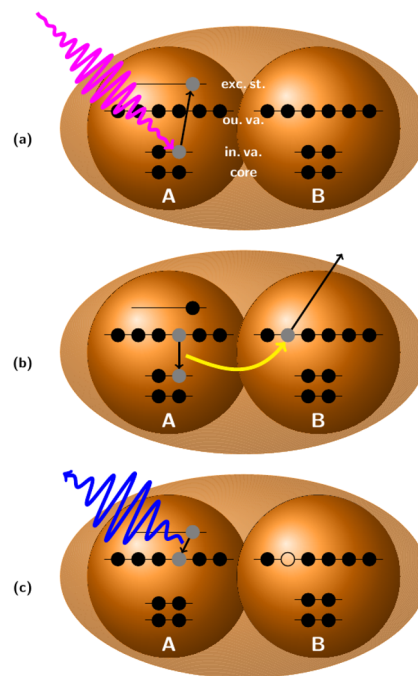 (a)
exc. st.
ou. va.
in. va.
core
A B
(b)
A B
(c)
A B